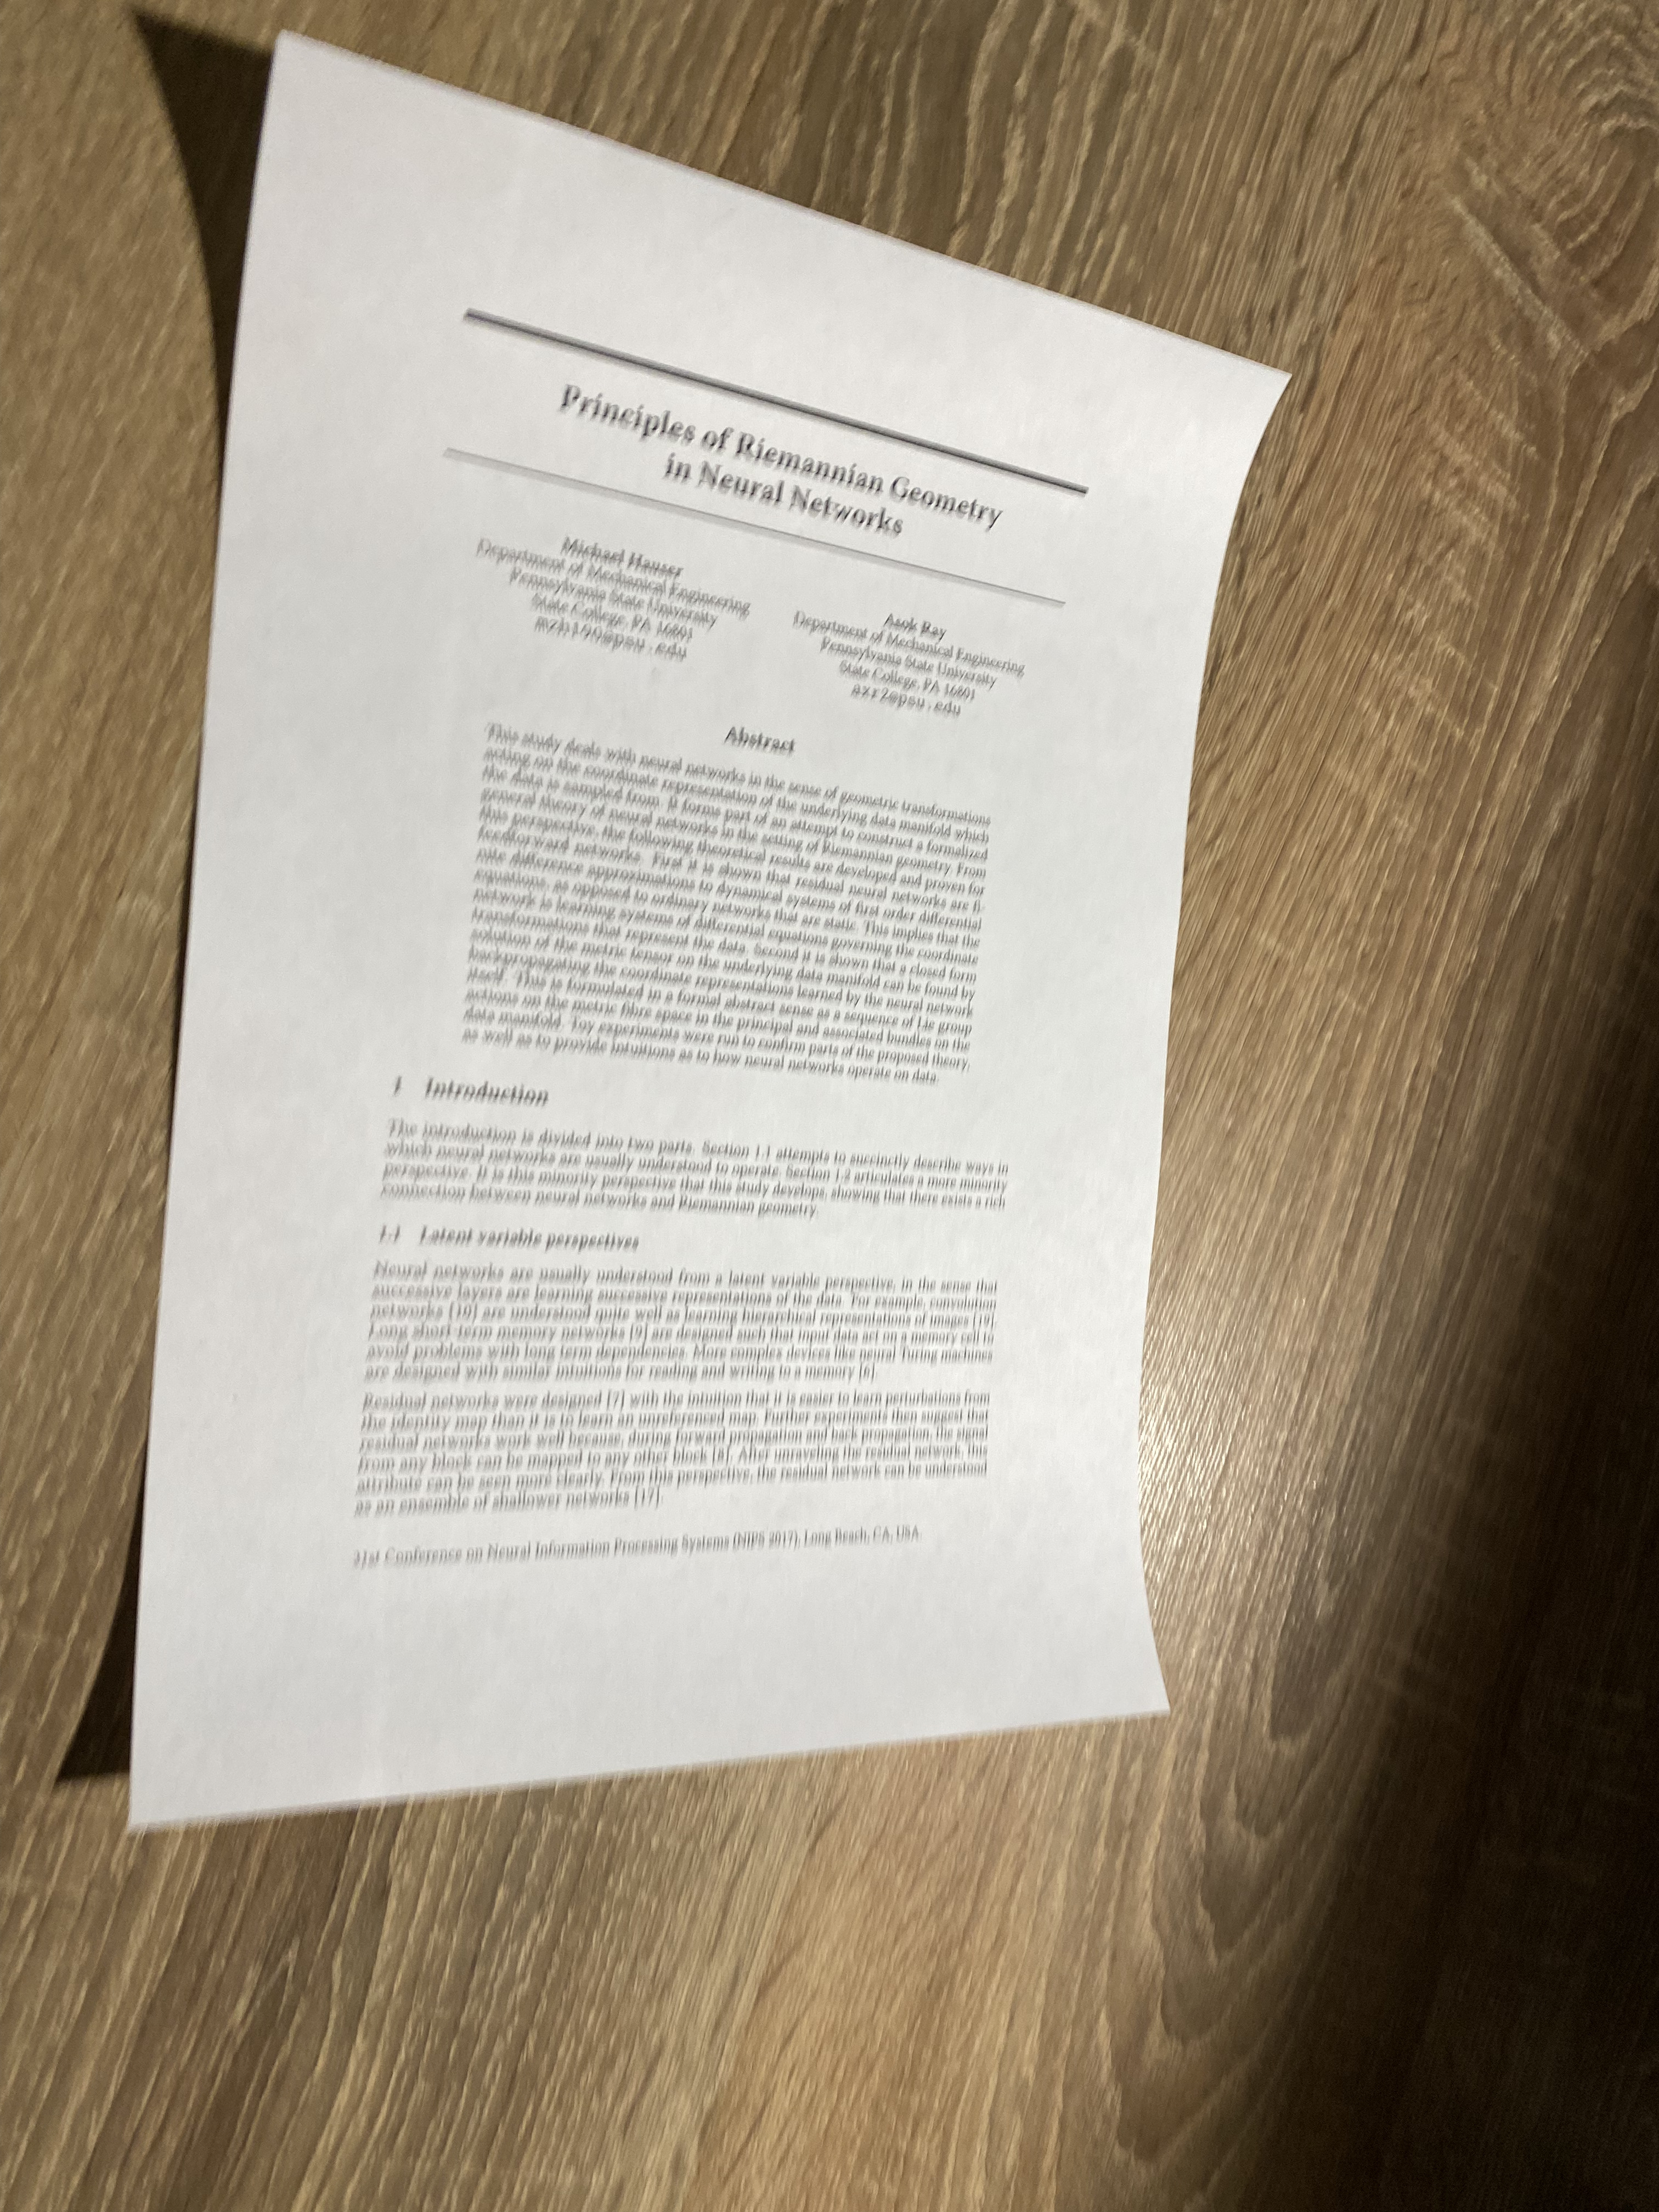 Principles of Riemannian Geometry
in Neural Networks
Michael Hauser
Department of Mechanical Engineering
Pennsylvania State University
State College, PA 16801
mzh190@psu.edu
Asok Ray
Department of Mechanical Engineering
Pennsylvania State University
State College, PA 16801
axr2@psu.edu
Abstract
This study deals with neural networks in the sense of geometric transformations
acting on the coordinate representation of the underlying data manifold which
the data is sampled from. It forms part of an attempt to construct a formalized
general theory of neural networks in the setting of Riemannian geometry. From
this perspective, the following theoretical results are developed and proven for
feedforward networks. First it is shown that residual neural networks are fi-
nite difference approximations to dynamical systems of first order differential
equations, as opposed to ordinary networks that are static. This implies that the
network is learning systems of differential equations governing the coordinate
transformations that represent the data. Second it is shown that a closed form
solution of the metric tensor on the underlying data manifold can be found by
backpropagating the coordinate representations learned by the neural network
itself. This is formulated in a formal abstract sense as a sequence of Lie group
actions on the metric fibre space in the principal and associated bundles on the
data manifold. Toy experiments were run to confirm parts of the proposed theory,
as well as to provide intuitions as to how neural networks operate on data.
1 Introduction
The introduction is divided into two parts. Section 1.1 attempts to succinctly describe ways in
which neural networks are usually understood to operate. Section 1.2 articulates a more minority
perspective. It is this minority perspective that this study develops, showing that there exists a rich
connection between neural networks and Riemannian geometry.
1.1 Latent variable perspectives
Neural networks are usually understood from a latent variable perspective, in the sense that
successive layers are learning successive representations of the data. For example, convolution
networks [10] are understood quite well as learning hierarchical representations of images [19].
Long short-term memory networks [9] are designed such that input data act on a memory cell to
avoid problems with long term dependencies. More complex devices like neural Turing machines
are designed with similar intuitions for reading and writing to a memory [6].
Residual networks were designed [7] with the intuition that it is easier to learn perturbations from
the identity map than it is to learn an unreferenced map. Further experiments then suggest that
residual networks work well because, during forward propagation and back propagation, the signal
from any block can be mapped to any other block [8]. After unraveling the residual network, this
attribute can be seen more clearly. From this perspective, the residual network can be understood
as an ensemble of shallower networks [17].
31st Conference on Neural Information Processing Systems (NIPS 2017), Long Beach, CA, USA.